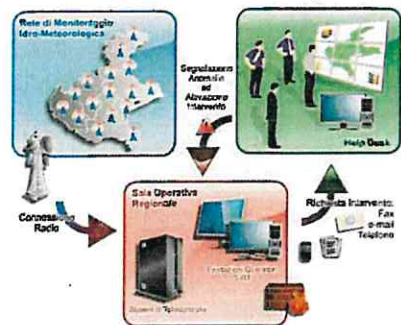 Rete di Monitoraggio
Idro-Meteorologica
Segnalazione
Anomalie
ed
Attivazione
Intervento
Help Desk
Connessione
Radio
Sala Operativa
Regionale
Richiesta Intervento:
Fax
e-mail
Telefono